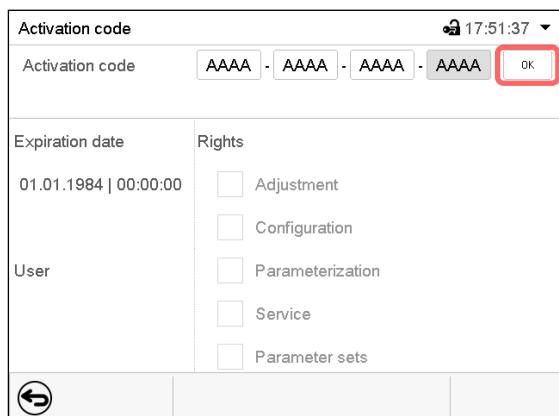 Activation code 17:51:37
Activation code AAAA - AAAA - AAAA - AAAA OK
Expiration date Rights
01.01.1984 | 00:00:00 Adjustment
Configuration
User Parameterization
Service
Parameter sets